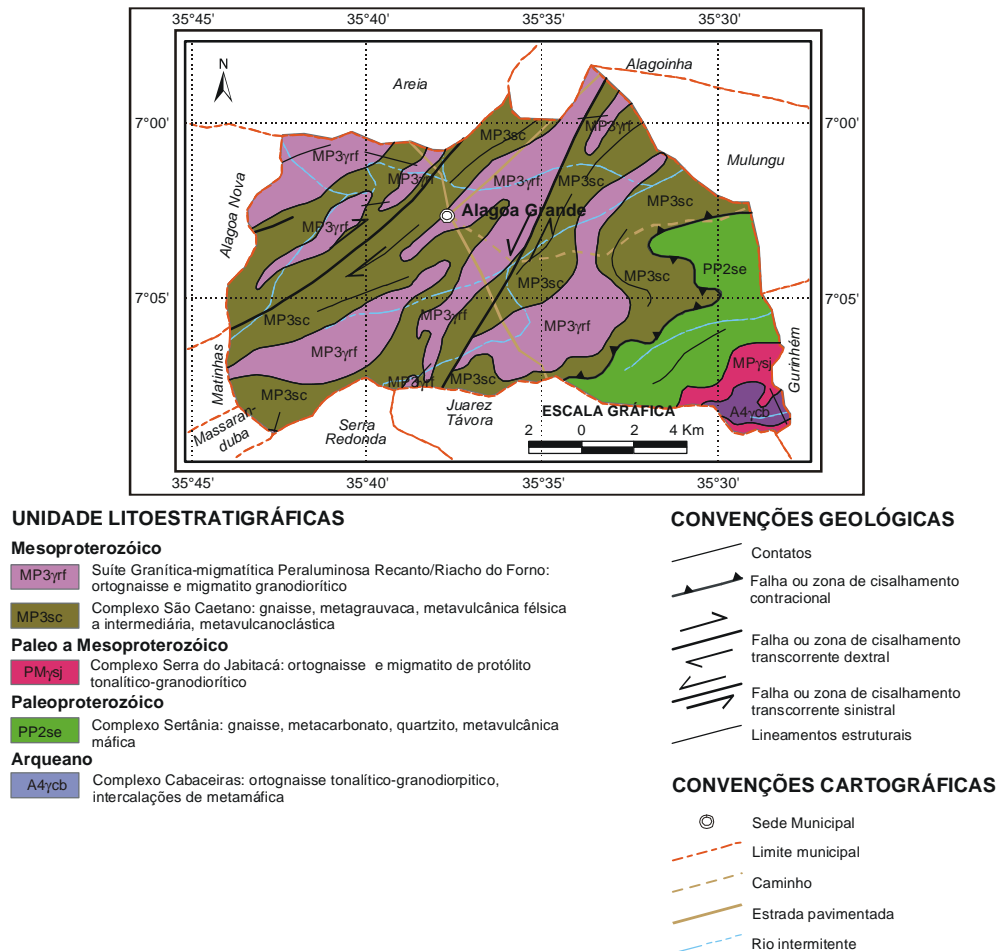 35°45' 35°40' 35°35' 35°30'
N
Areia
Alagoinha
7°00' 7°00'
MP3sc
MP3γrf
MP3γrf
MP3γrf
MP3γrf
MP3sc
Mulungu
MP3sc
Alagoa Nova
Alagoa Grande
MP3γrf
MP3sc
PP2se
MP3sc
7°05' 7°05'
MP3sc
MP3γrf
MP3γrf
MP3γrf
MPγsj
Gurinhém
Matinhas
MP3sc
MP3γrf
MP3sc
A4γcb
Massaran-
duba
Serra
Redonda
Juarez
Távora
ESCALA GRÁFICA
2 0 2 4 Km
35°45' 35°40' 35°35' 35°30'
UNIDADE LITOESTRATIGRÁFICAS
Mesoproterozóico
MP3γrf Suíte Granítica-migmatítica Peraluminosa Recanto/Riacho do Forno:
ortognaisse e migmatito granodiorítico
MP3sc Complexo São Caetano: gnaisse, metagrauvaca, metavulcânica félsica
a intermediária, metavulcanoclástica
Paleo a Mesoproterozóico
PMγsj Complexo Serra do Jabitacá: ortognaisse e migmatito de protólito
tonalítico-granodiorítico
Paleoproterozóico
PP2se Complexo Sertânia: gnaisse, metacarbonato, quartzito, metavulcânica
máfica
Arqueano
A4γcb Complexo Cabaceiras: ortognaisse tonalítico-granodiorpitico,
intercalações de metamáfica
CONVENÇÕES GEOLÓGICAS
Contatos
Falha ou zona de cisalhamento
contracional
Falha ou zona de cisalhamento
transcorrente dextral
Falha ou zona de cisalhamento
transcorrente sinistral
Lineamentos estruturais
CONVENÇÕES CARTOGRÁFICAS
Sede Municipal
Limite municipal
Caminho
Estrada pavimentada
Rio intermitente